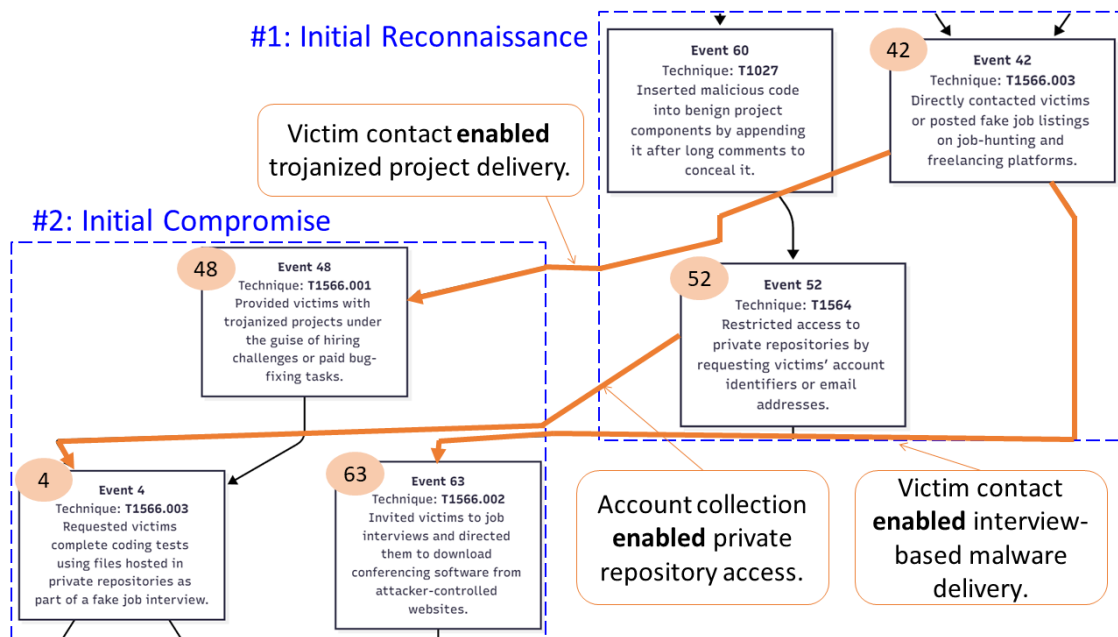 #1: Initial Reconnaissance
Event 60
Technique: T1027
Inserted malicious code
into benign project
components by appending
it after long comments to
conceal it.
42
Event 42
Technique: T1566.003
Directly contacted victims
or posted fake job listings
on job-hunting and
freelancing platforms.
Victim contact enabled
trojanized project delivery.
#2: Initial Compromise
48
Event 48
Technique: T1566.001
Provided victims with
trojanized projects under
the guise of hiring
challenges or paid bug-
fixing tasks.
52
Event 52
Technique: T1564
Restricted access to
private repositories by
requesting victims' account
identifiers or email
addresses.
4
Event 4
Technique: T1566.003
Requested victims
complete coding tests
using files hosted in
private repositories as
part of a fake job interview.
63
Event 63
Technique: T1566.002
Invited victims to job
interviews and directed
them to download
conferencing software from
attacker-controlled
websites.
Account collection
enabled private
repository access.
Victim contact
enabled interview-
based malware
delivery.